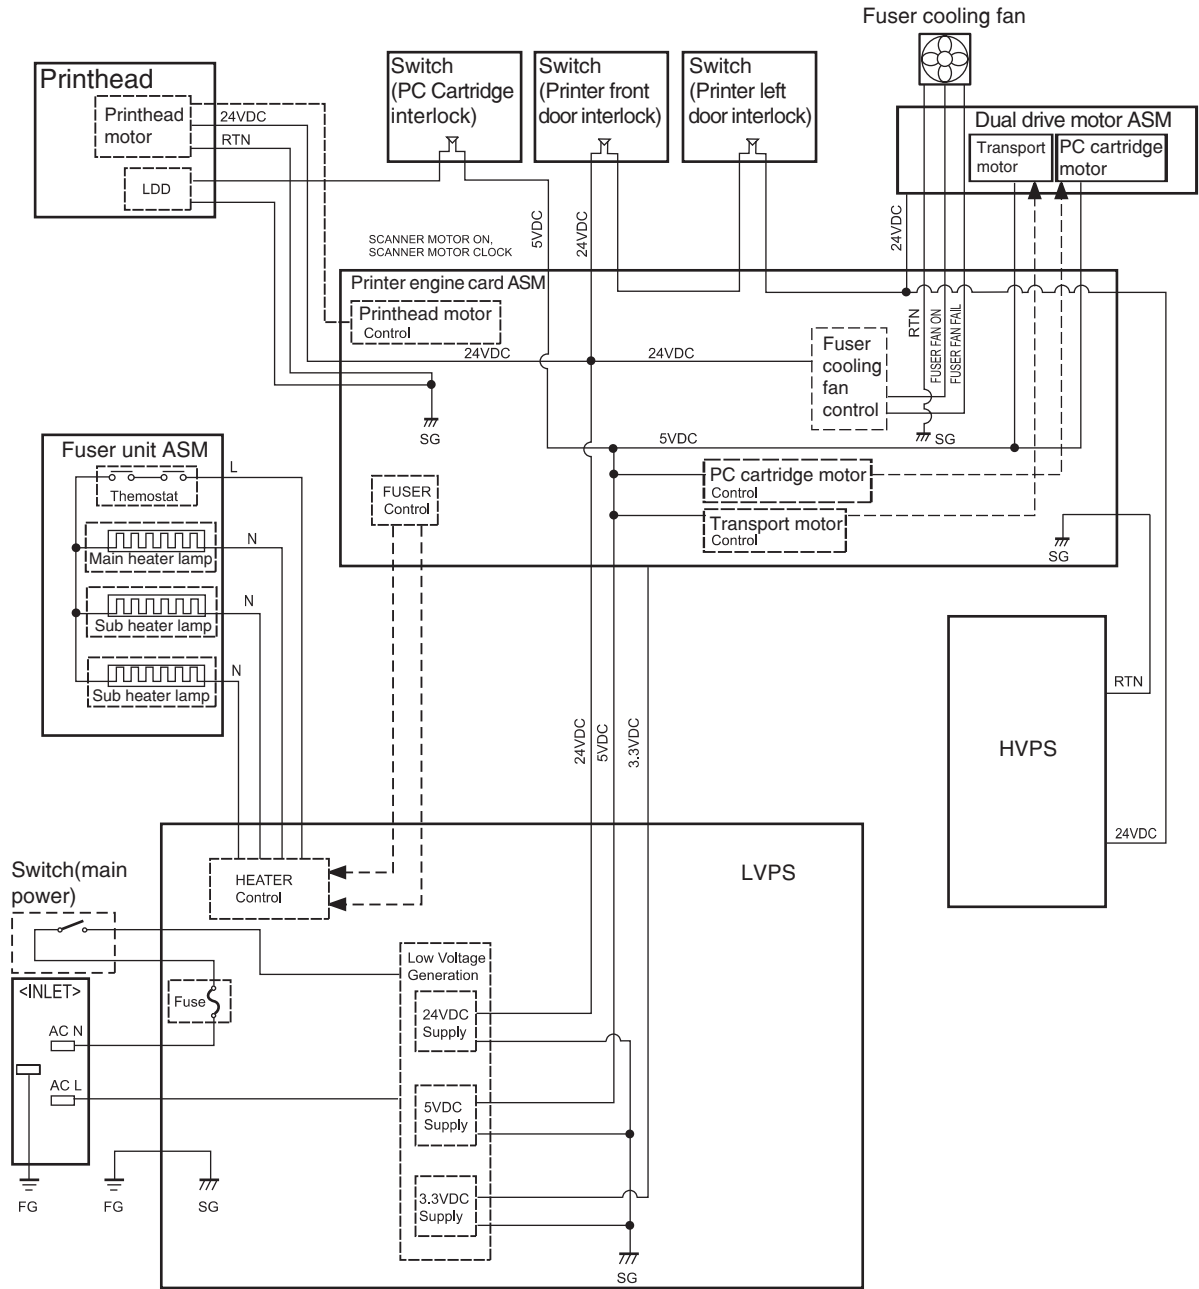 Fuser cooling fan
Printhead
Printhead
motor
24VDC
RTN
LDD
Switch
(PC Cartridge
interlock)
Switch
(Printer front
door interlock)
Switch
(Printer left
door interlock)
Dual drive motor ASM
Transport
motor
PC cartridge
motor
SCANNER MOTOR ON,
SCANNER MOTOR CLOCK
5VDC
24VDC
24VDC
Printer engine card ASM
Printhead motor
Control
24VDC
24VDC
Fuser
cooling
fan
control
RTN
FUSER FAN ON
FUSER FAN FAIL
SG
SG
5VDC
Fuser unit ASM
L
Themostat
N
Main heater lamp
N
Sub heater lamp
N
Sub heater lamp
FUSER
Control
PC cartridge motor
Control
Transport motor
Control
SG
RTN
HVPS
24VDC
24VDC
5VDC
3.3VDC
LVPS
HEATER
Control
Switch(main
power)
<INLET>
AC N
AC L
Fuse
Low Voltage
Generation
24VDC
Supply
5VDC
Supply
3.3VDC
Supply
FG
FG
SG
SG